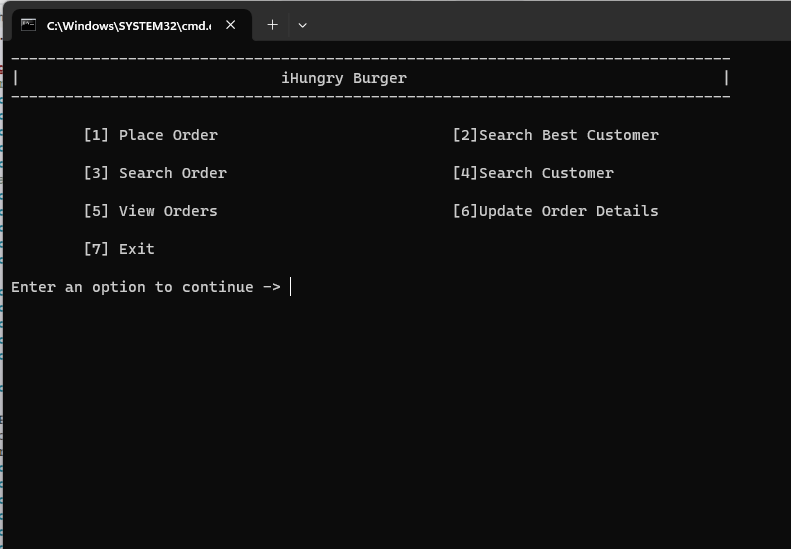 C:\Windows\SYSTEM32\cmd.
--------------------------------------------------------------------------------
|                              iHungry Burger                                   |
--------------------------------------------------------------------------------
[1] Place Order                          [2]Search Best Customer
[3] Search Order                         [4]Search Customer
[5] View Orders                          [6]Update Order Details
[7] Exit
Enter an option to continue ->